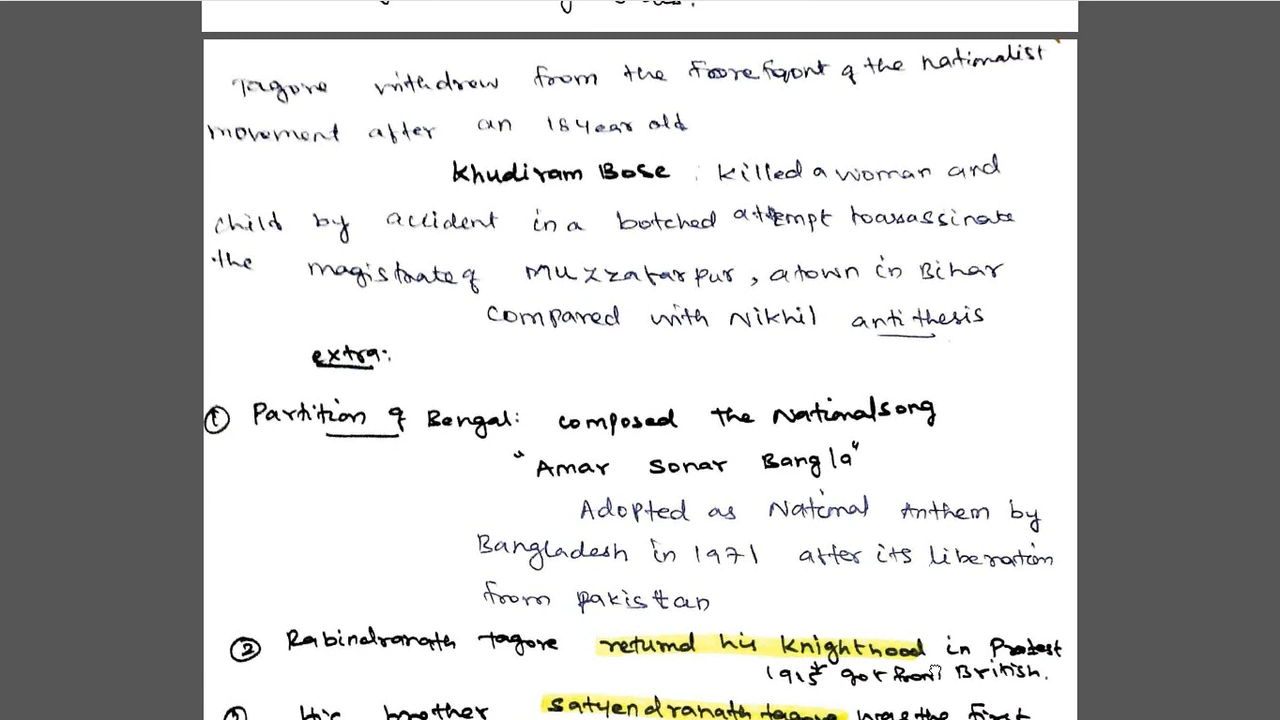 Tagore withdrew from the forefront of the nationalist
movement after an 18 year old
Khudiram Bose : killed a woman and
child by accident in a botched attempt to assassinate
the magistrate of Muzzafarpur, a town in Bihar
compared with Nikhil antithesis
extra:
① Partition of Bengal: composed the National song
"Amar Sonar Bangla"
Adopted as National Anthem by
Bangladesh in 1971 after its liberation
from pakistan
② Rabindranath tagore returnd his knighthood in Protest
1915 got from British.
His brother satyendranath tagore was the first